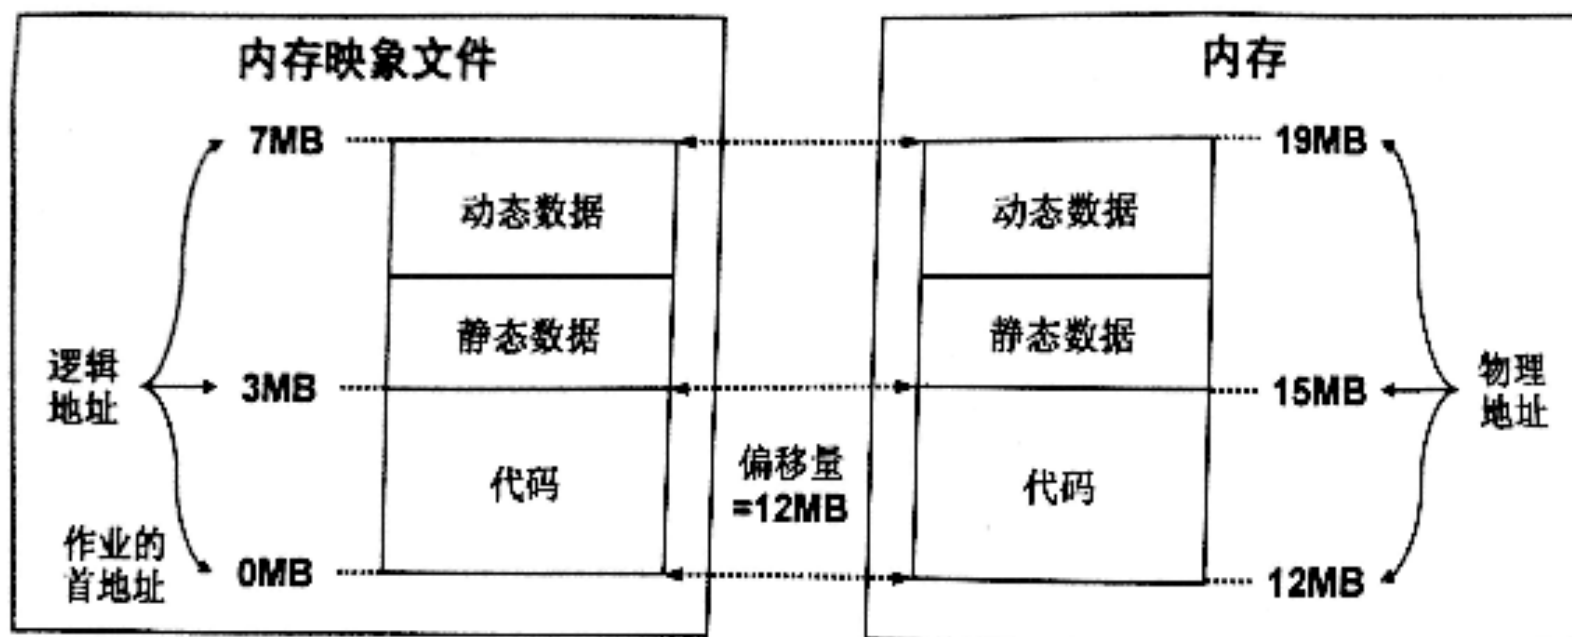 内存映象文件
内存
7MB
19MB
动态数据
动态数据
静态数据
静态数据
逻辑
地址
3MB
15MB
物理
地址
代码
偏移量
=12MB
代码
作业的
首地址
0MB
12MB